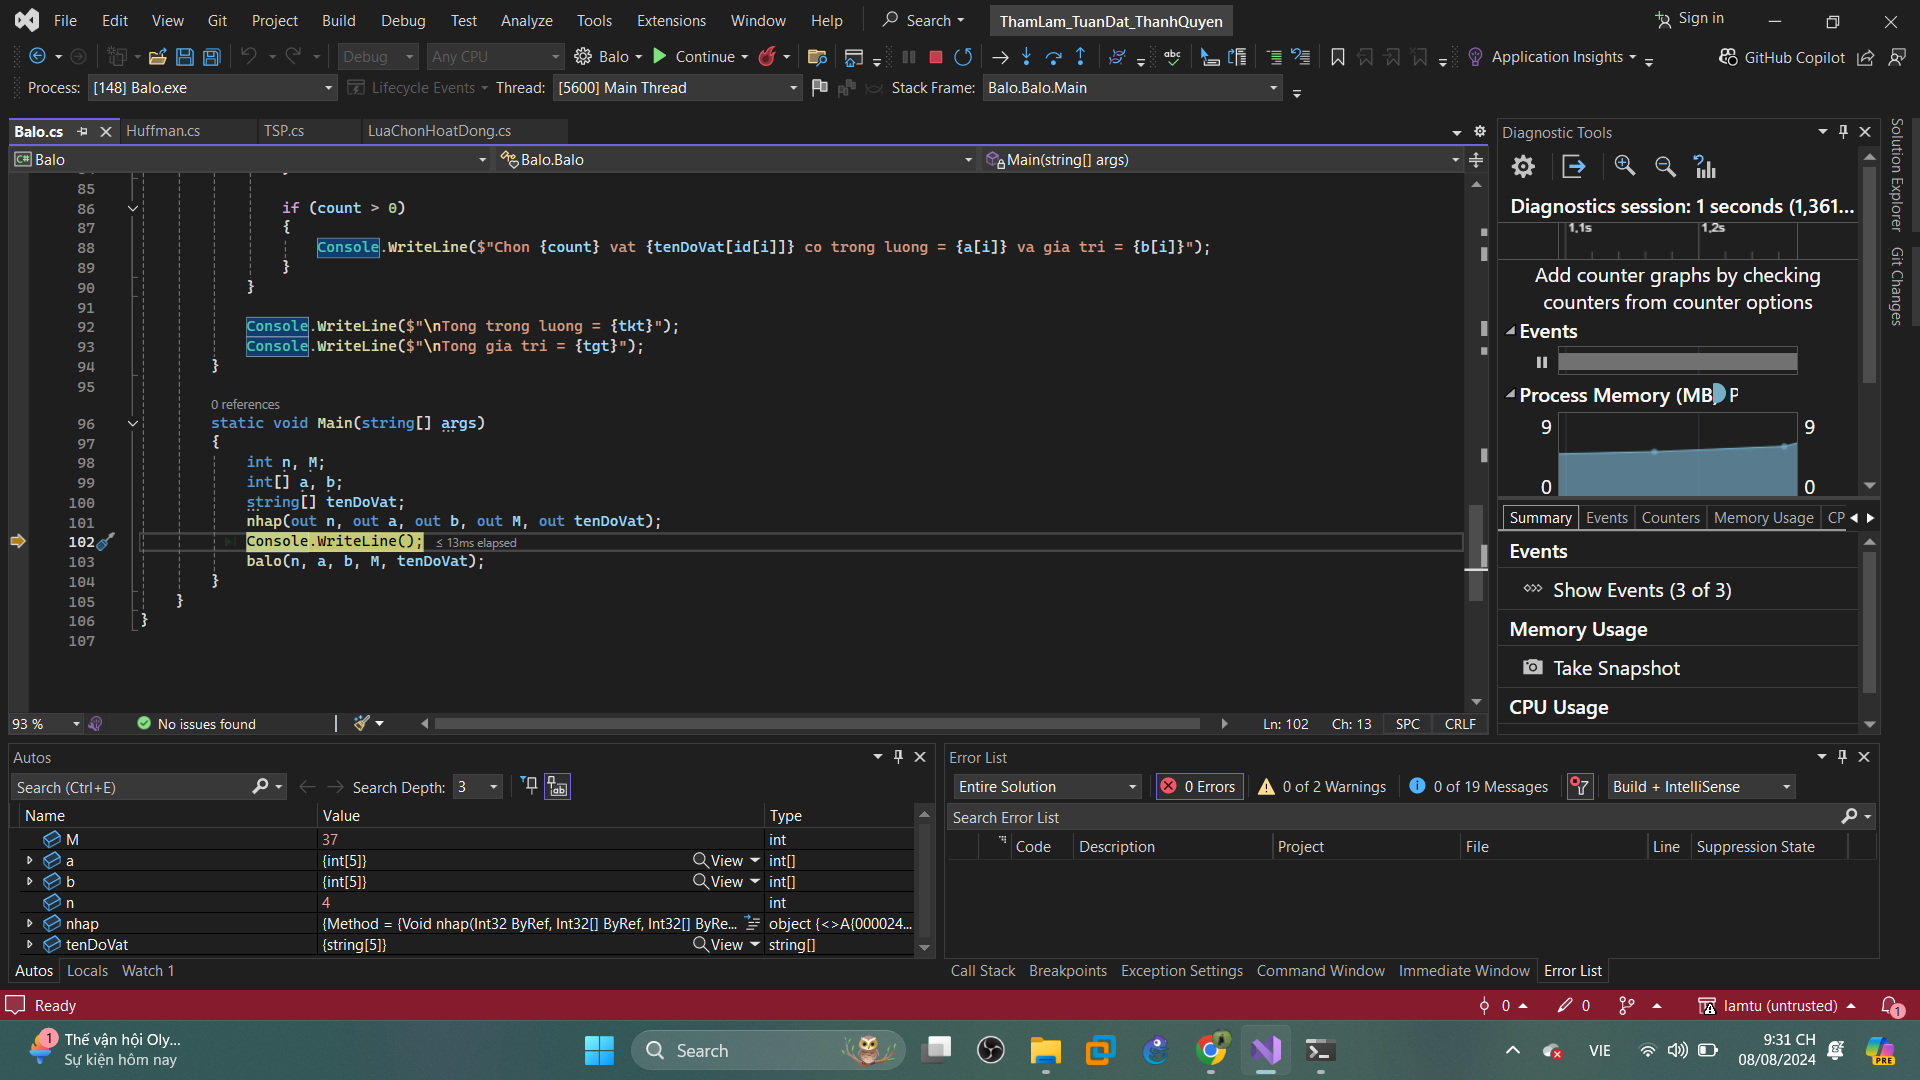 File Edit View Git Project Build Debug Test Analyze Tools Extensions Window Help Search ThamLam_TuanDat_ThanhQuyen Sign in
Debug Any CPU Balo Continue Application Insights GitHub Copilot
Process: [148] Balo.exe Lifecycle Events Thread: [5600] Main Thread Stack Frame: Balo.Balo.Main
Balo.cs Huffman.cs TSP.cs LuaChonHoatDong.cs
Balo Balo.Balo Main(string[] args)
85
86 if (count > 0)
87 {
88 Console.WriteLine($"Chon {count} vat {tenDoVat[id[i]]} co trong luong = {a[i]} va gia tri = {b[i]}");
89 }
90 }
91
92 Console.WriteLine($"\nTong trong luong = {tkt}");
93 Console.WriteLine($"\nTong gia tri = {tgt}");
94 }
95
0 references
96 static void Main(string[] args)
97 {
98 int n, M;
99 int[] a, b;
100 string[] tenDoVat;
101 nhap(out n, out a, out b, out M, out tenDoVat);
102 Console.WriteLine(); ≤ 13ms elapsed
103 balo(n, a, b, M, tenDoVat);
104 }
105 }
106 }
107
93 % No issues found Ln: 102 Ch: 13 SPC CRLF
Diagnostic Tools
Diagnostics session: 1 seconds (1,361...
1.1s 1.2s
Add counter graphs by checking
counters from counter options
Events
Process Memory (MB) P
9 9
0 0
Summary Events Counters Memory Usage CP
Events
Show Events (3 of 3)
Memory Usage
Take Snapshot
CPU Usage
Solution Explorer
Git Changes
Autos
Search (Ctrl+E) Search Depth: 3
Name Value Type
M 37 int
a {int[5]} View int[]
b {int[5]} View int[]
n 4 int
nhap {Method = {Void nhap(Int32 ByRef, Int32[] ByRef, Int32[] ByRe... object {<>A{000024...
tenDoVat {string[5]} View string[]
Autos Locals Watch 1
Error List
Entire Solution 0 Errors 0 of 2 Warnings 0 of 19 Messages Build + IntelliSense
Search Error List
Code Description Project File Line Suppression State
Call Stack Breakpoints Exception Settings Command Window Immediate Window Error List
Ready 0 0 lamtu (untrusted) 1
1 Thế vận hội Oly...
Sự kiện hôm nay
Search
VIE
9:31 CH
08/08/2024
PRE